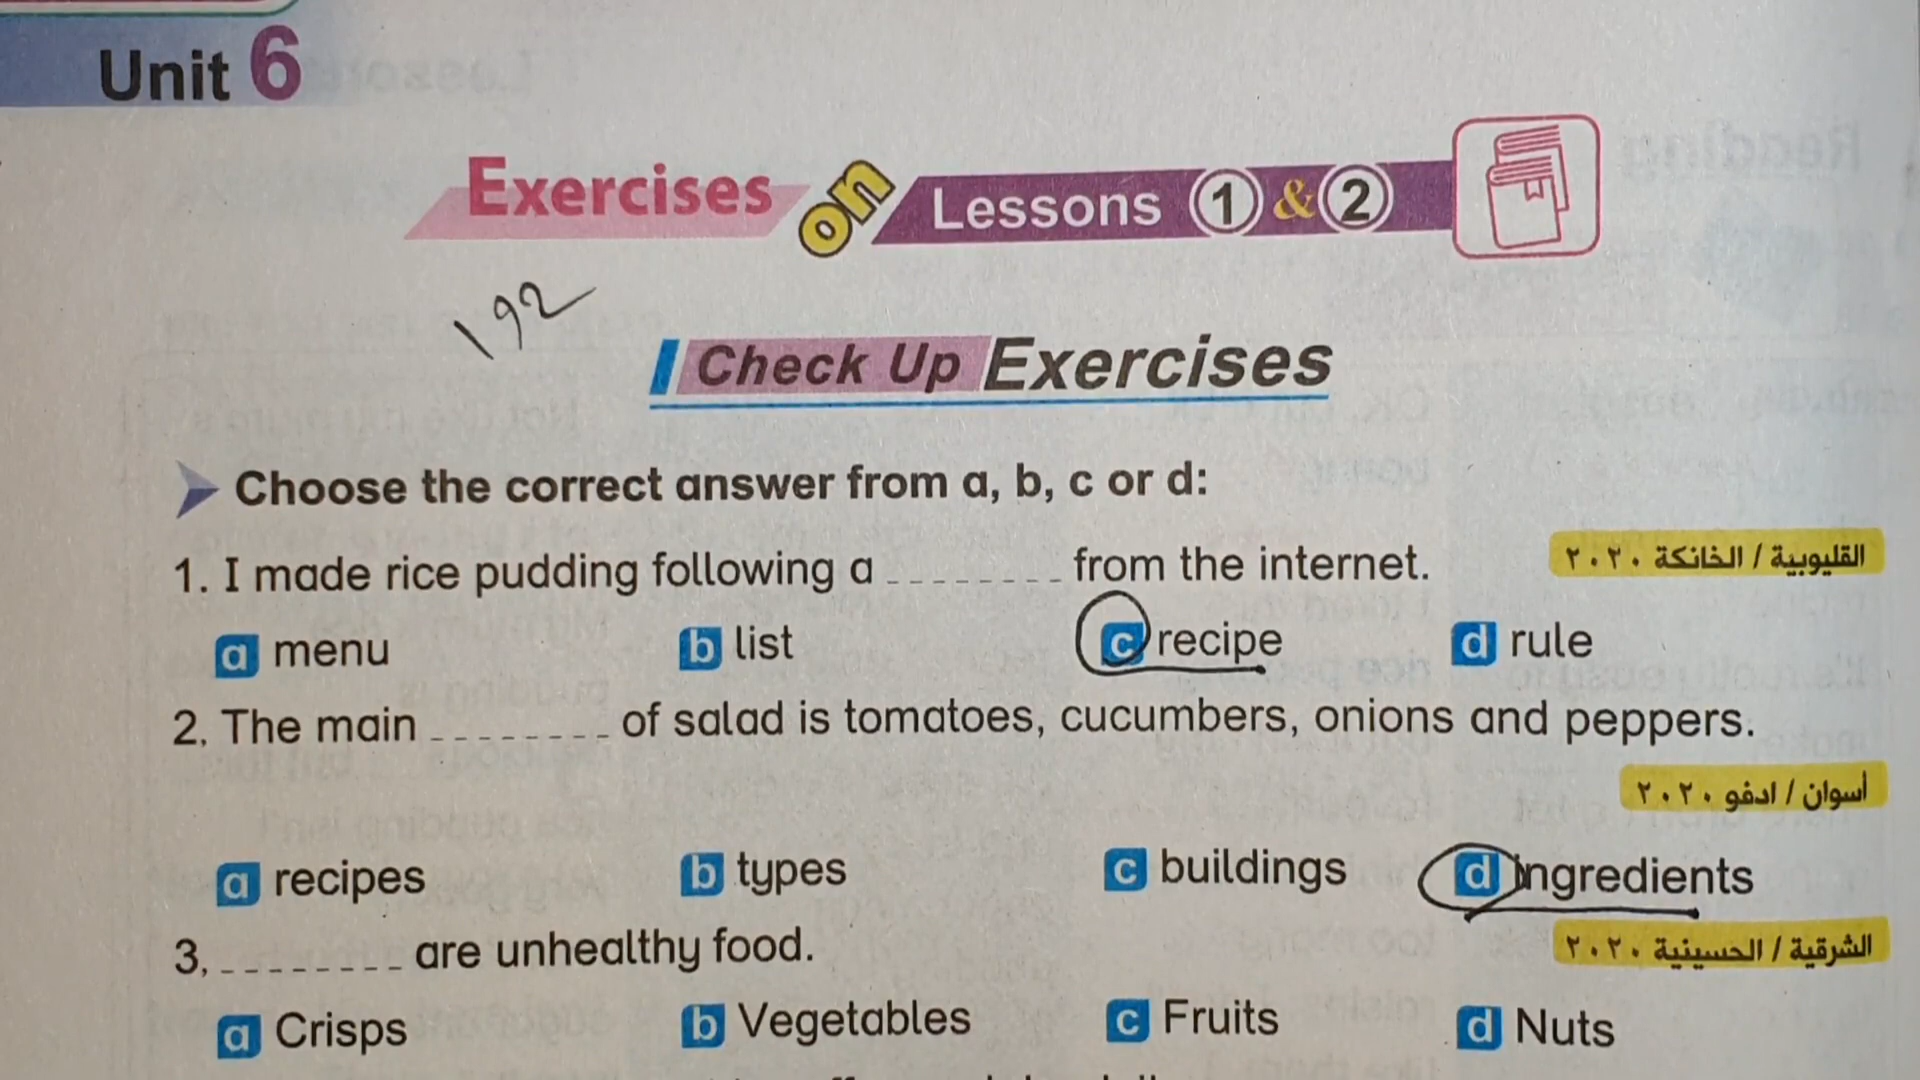 Unit 6
Exercises on Lessons 1 & 2
192
Check Up Exercises
Choose the correct answer from a, b, c or d:
1. I made rice pudding following a -------- from the internet. القليوبية / الخانكة ٢٠٢٠
a menu b list c recipe d rule
2. The main -------- of salad is tomatoes, cucumbers, onions and peppers.
أسوان / ادفو ٢٠٢٠
a recipes b types c buildings d ingredients
3. -------- are unhealthy food. الشرقية / الحسينية ٢٠٢٠
a Crisps b Vegetables c Fruits d Nuts